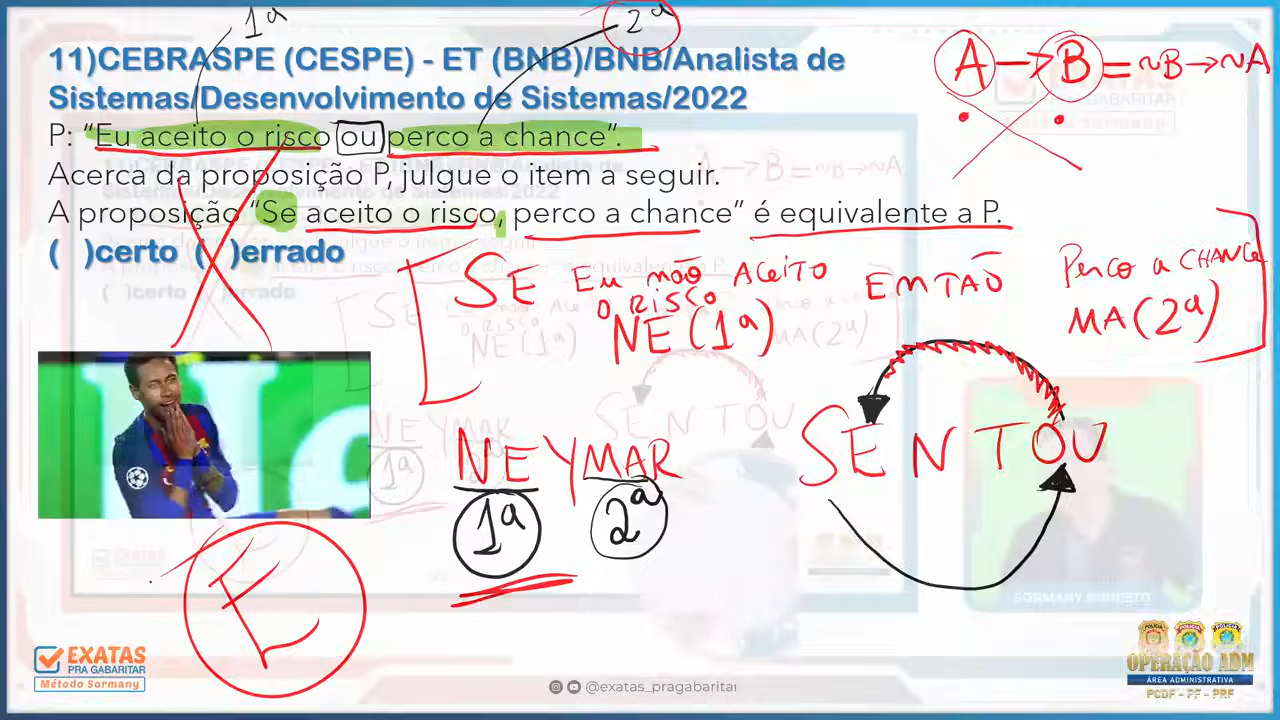 1ª
2ª
11)CEBRASPE (CESPE) - ET (BNB)/BNB/Analista de
Sistemas/Desenvolvimento de Sistemas/2022
A → B = ~B → ~A
P: “Eu aceito o risco ou perco a chance”.
Acerca da proposição P, julgue o item a seguir.
A proposição “Se aceito o risco, perco a chance” é equivalente a P.
( )certo ( )errado
SE EU NÃO ACEITO O RISCO ENTÃO PERCO A CHANCE
NE(1ª) MA(2ª)
NEYMAR
1ª 2ª
SENTOU
E
EXATAS
PRA GABARITAR
Método Sormany
@exatas_pragabaritar
POLICIA
OPERAÇÃO ADM
ÁREA ADMINISTRATIVA
PCDF - PF - PRF